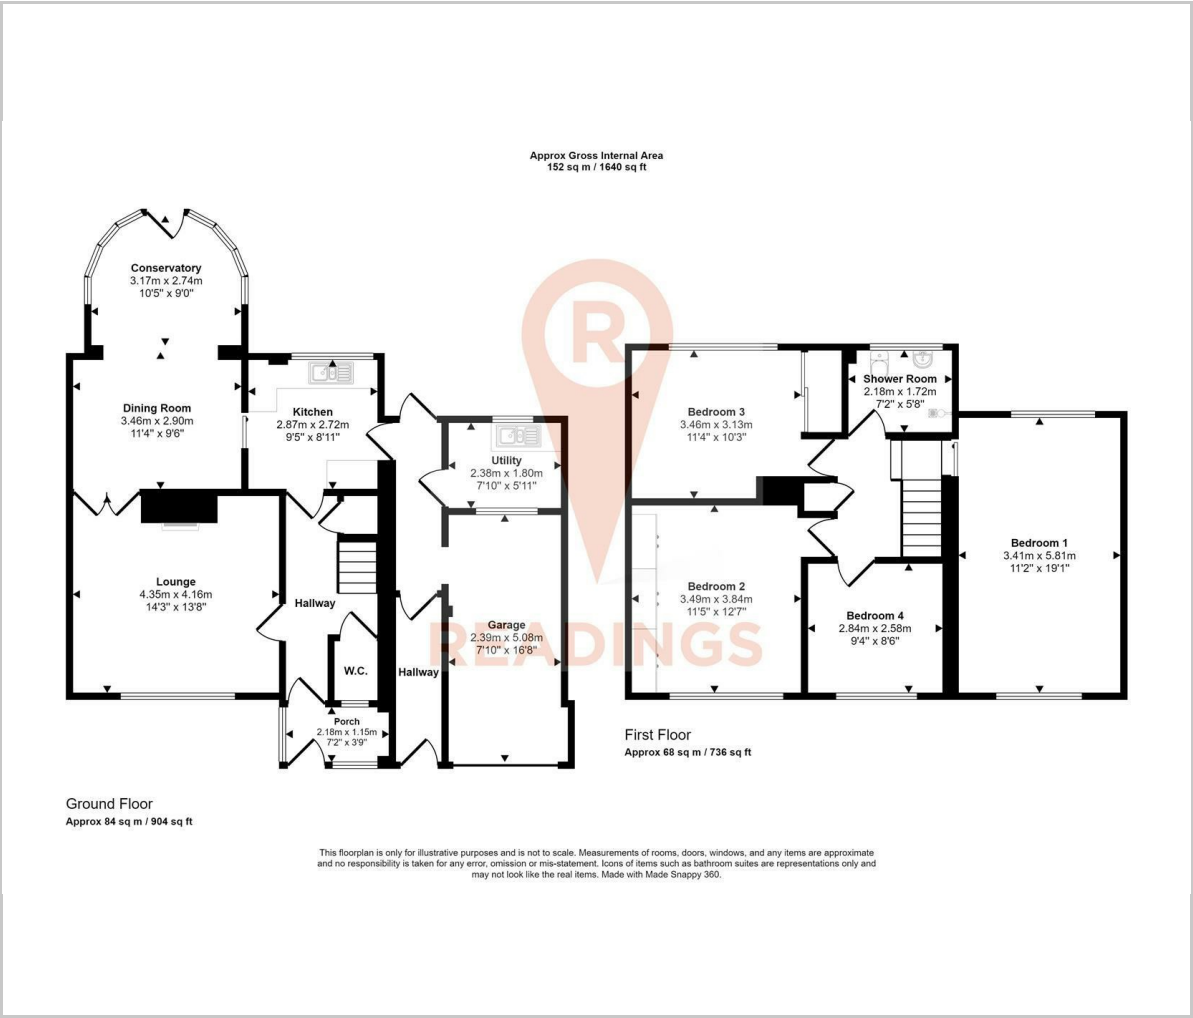 Approx Gross Internal Area
152 sq m / 1640 sq ft
Conservatory
3.17m x 2.74m
10'5" x 9'0"
Dining Room
3.46m x 2.90m
11'4" x 9'6"
Kitchen
2.87m x 2.72m
9'5" x 8'11"
Utility
2.38m x 1.80m
7'10" x 5'11"
Lounge
4.35m x 4.16m
14'3" x 13'8"
Hallway
W.C.
Hallway
Garage
2.39m x 5.08m
7'10" x 16'8"
Porch
2.18m x 1.15m
7'2" x 3'9"
Ground Floor
Approx 84 sq m / 904 sq ft
R
READINGS
Bedroom 3
3.46m x 3.13m
11'4" x 10'3"
Shower Room
2.18m x 1.72m
7'2" x 5'8"
Bedroom 1
3.41m x 5.81m
11'2" x 19'1"
Bedroom 2
3.49m x 3.84m
11'5" x 12'7"
Bedroom 4
2.84m x 2.58m
9'4" x 8'6"
First Floor
Approx 68 sq m / 736 sq ft
This floorplan is only for illustrative purposes and is not to scale. Measurements of rooms, doors, windows, and any items are approximate
and no responsibility is taken for any error, omission or mis-statement. Icons of items such as bathroom suites are representations only and
may not look like the real items. Made with Made Snappy 360.